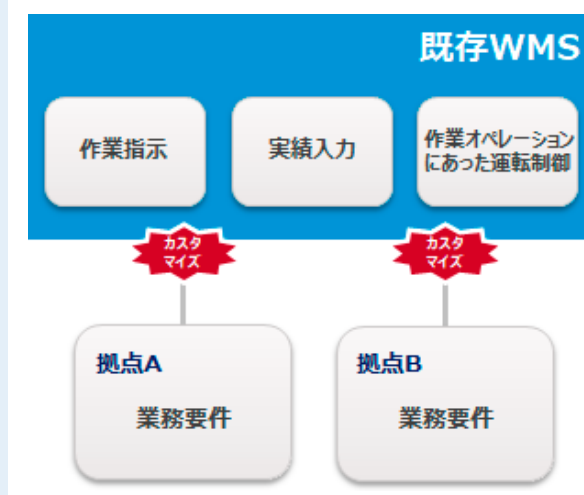 既存WMS
作業指示
実績入力
作業オペレーション
にあった運転制御
カスタ
マイズ
カスタ
マイズ
拠点A
業務要件
拠点B
業務要件